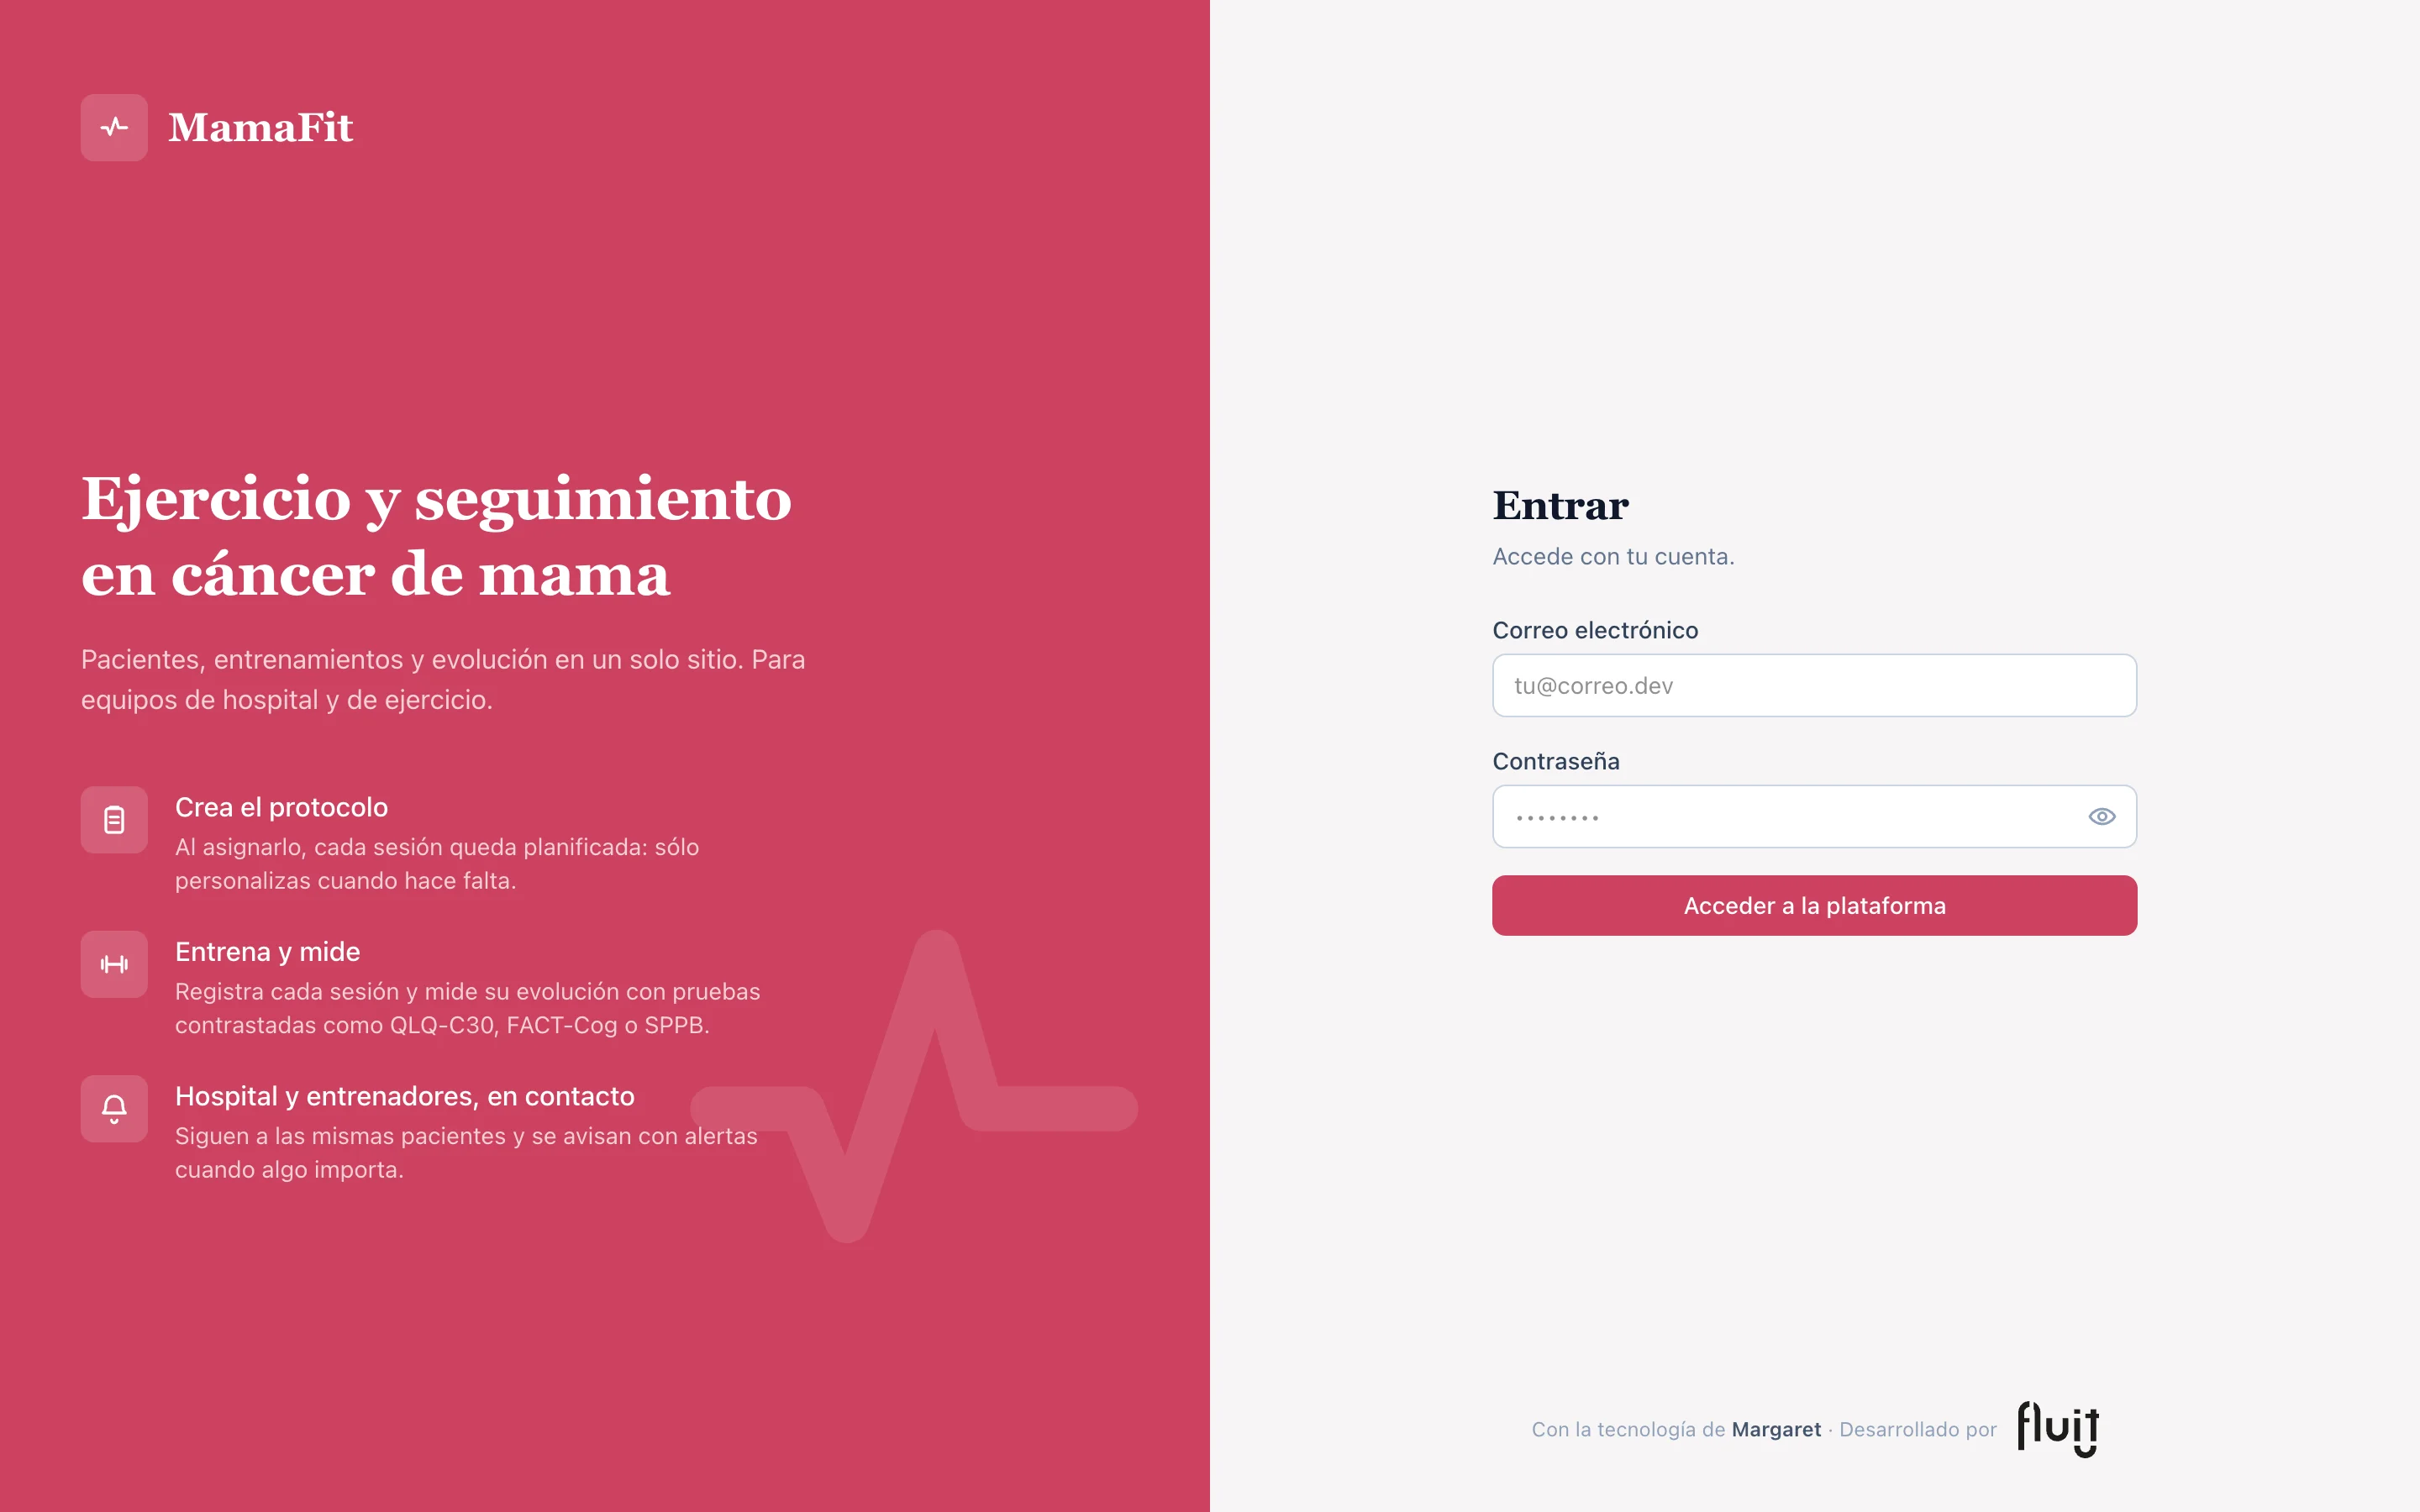 MamaFit
Ejercicio y seguimiento
en cáncer de mama
Pacientes, entrenamientos y evolución en un solo sitio. Para
equipos de hospital y de ejercicio.
Crea el protocolo
Al asignarlo, cada sesión queda planificada: sólo
personalizas cuando hace falta.
Entrena y mide
Registra cada sesión y mide su evolución con pruebas
contrastadas como QLQ-C30, FACT-Cog o SPPB.
Hospital y entrenadores, en contacto
Siguen a las mismas pacientes y se avisan con alertas
cuando algo importa.
Entrar
Accede con tu cuenta.
Correo electrónico
tu@correo.dev
Contraseña
••••••••
Acceder a la plataforma
Con la tecnología de Margaret · Desarrollado por fluit